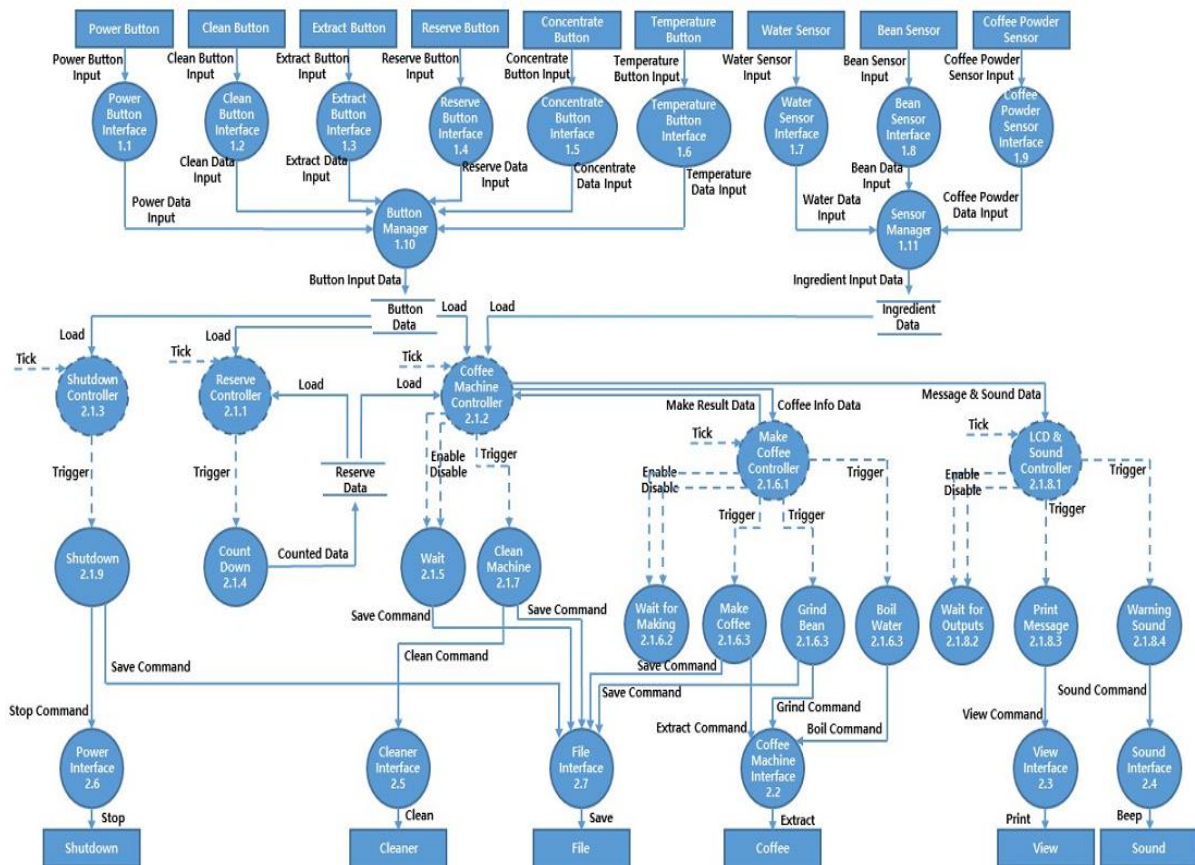 Power Button
Clean Button
Extract Button
Reserve Button
Concentrate
Button
Temperature
Button
Water Sensor
Bean Sensor
Coffee Powder
Sensor
Power Button
Input
Clean Button
Input
Extract Button
Input
Reserve Button
Input
Concentrate
Button Input
Temperature
Button Input
Water Sensor
Input
Bean Sensor
Input
Coffee Powder
Sensor Input
Power
Button
Interface
1.1
Clean
Button
Interface
1.2
Extract
Button
Interface
1.3
Reserve
Button
Interface
1.4
Concentrate
Button
Interface
1.5
Temperature
Button
Interface
1.6
Water
Sensor
Interface
1.7
Bean
Sensor
Interface
1.8
Coffee
Powder
Sensor
Interface
1.9
Power Data
Input
Clean Data
Input
Extract Data
Input
Reserve Data
Input
Concentrate
Data Input
Temperature
Data Input
Water Data
Input
Bean Data
Input
Coffee Powder
Data Input
Button
Manager
1.10
Sensor
Manager
1.11
Button Input Data
Ingredient Input Data
Button
Data
Ingredient
Data
Load
Load
Load
Load
Tick
Tick
Tick
Shutdown
Controller
2.1.3
Reserve
Controller
2.1.1
Load
Load
Coffee
Machine
Controller
2.1.2
Make Result Data
Coffee Info Data
Message & Sound Data
Tick
Make
Coffee
Controller
2.1.6.1
Tick
LCD &
Sound
Controller
2.1.8.1
Trigger
Trigger
Reserve
Data
Enable
Disable
Trigger
Enable
Disable
Trigger
Trigger
Trigger
Enable
Disable
Trigger
Trigger
Shutdown
2.1.9
Count
Down
2.1.4
Counted Data
Wait
2.1.5
Clean
Machine
2.1.7
Wait for
Making
2.1.6.2
Make
Coffee
2.1.6.3
Grind
Bean
2.1.6.3
Boil
Water
2.1.6.3
Wait for
Outputs
2.1.8.2
Print
Message
2.1.8.3
Warning
Sound
2.1.8.4
Save Command
Save Command
Clean Command
Save Command
Save Command
Save Command
Stop Command
Extract Command
Grind Command
Boil Command
View Command
Sound Command
Power
Interface
2.6
Cleaner
Interface
2.5
File
Interface
2.7
Coffee
Machine
Interface
2.2
View
Interface
2.3
Sound
Interface
2.4
Stop
Clean
Save
Extract
Print
Beep
Shutdown
Cleaner
File
Coffee
View
Sound